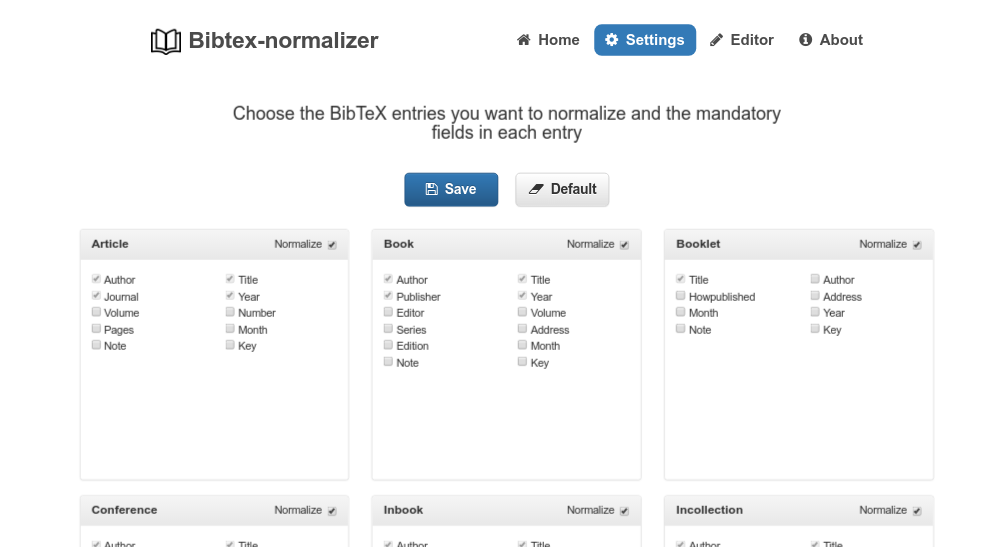 Bibtex-normalizer
Home
Settings
Editor
About
Choose the BibTeX entries you want to normalize and the mandatory
fields in each entry
Save
Default
Article Normalize
Author Title
Journal Year
Volume Number
Pages Month
Note Key
Book Normalize
Author Title
Publisher Year
Editor Volume
Series Address
Edition Month
Note Key
Booklet Normalize
Title Author
Howpublished Address
Month Year
Note Key
Conference Normalize
Author Title
Inbook Normalize
Author Title
Incollection Normalize
Author Title